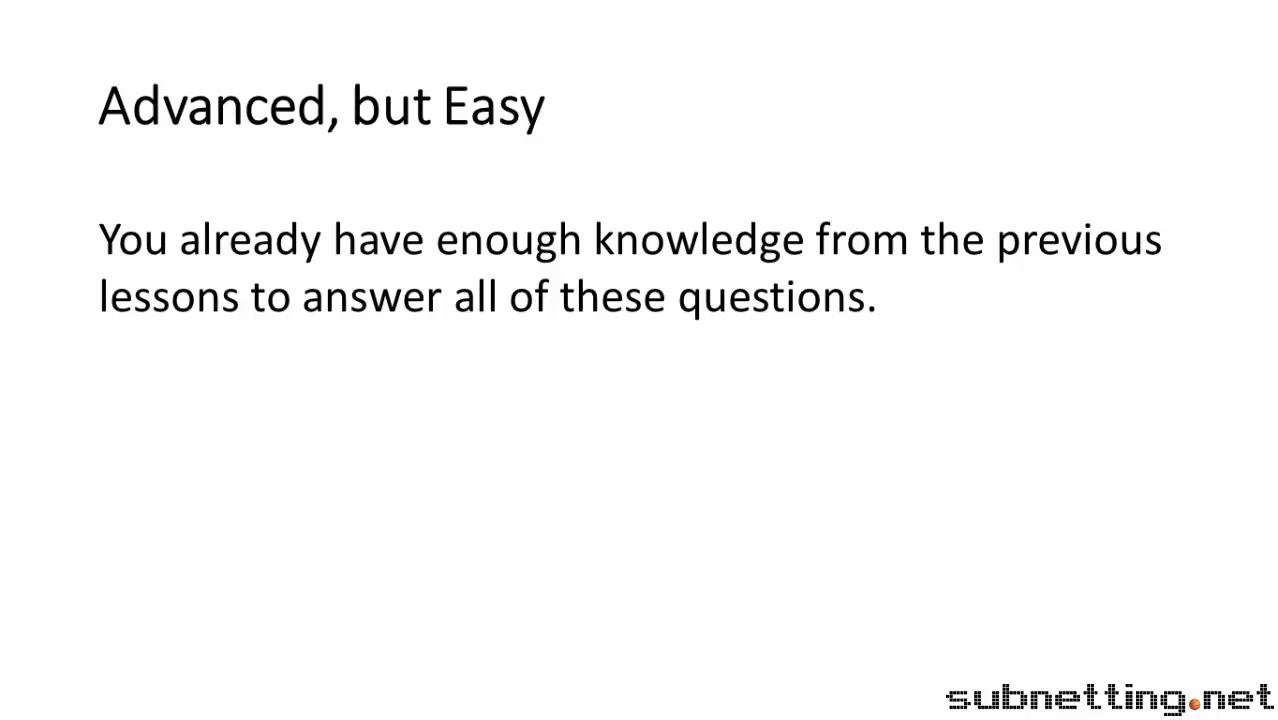 Advanced, but Easy
You already have enough knowledge from the previous
lessons to answer all of these questions.
subnetting.net